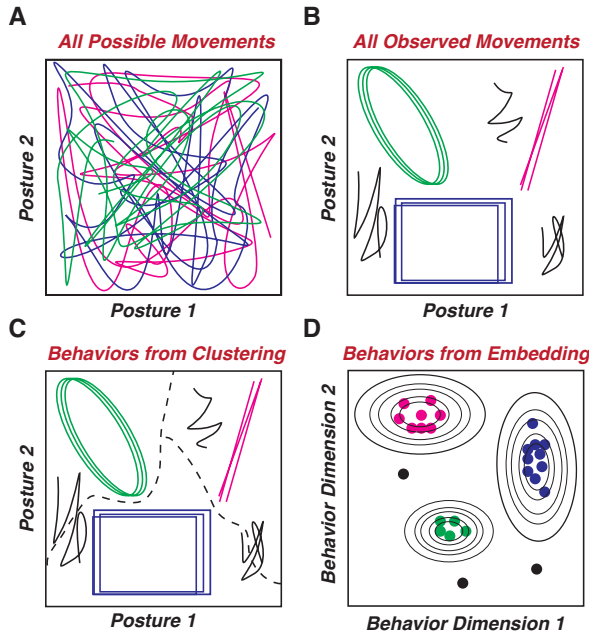 A
All Possible Movements
Posture 2
Posture 1
B
All Observed Movements
Posture 2
Posture 1
C
Behaviors from Clustering
Posture 2
Posture 1
D
Behaviors from Embedding
Behavior Dimension 2
Behavior Dimension 1